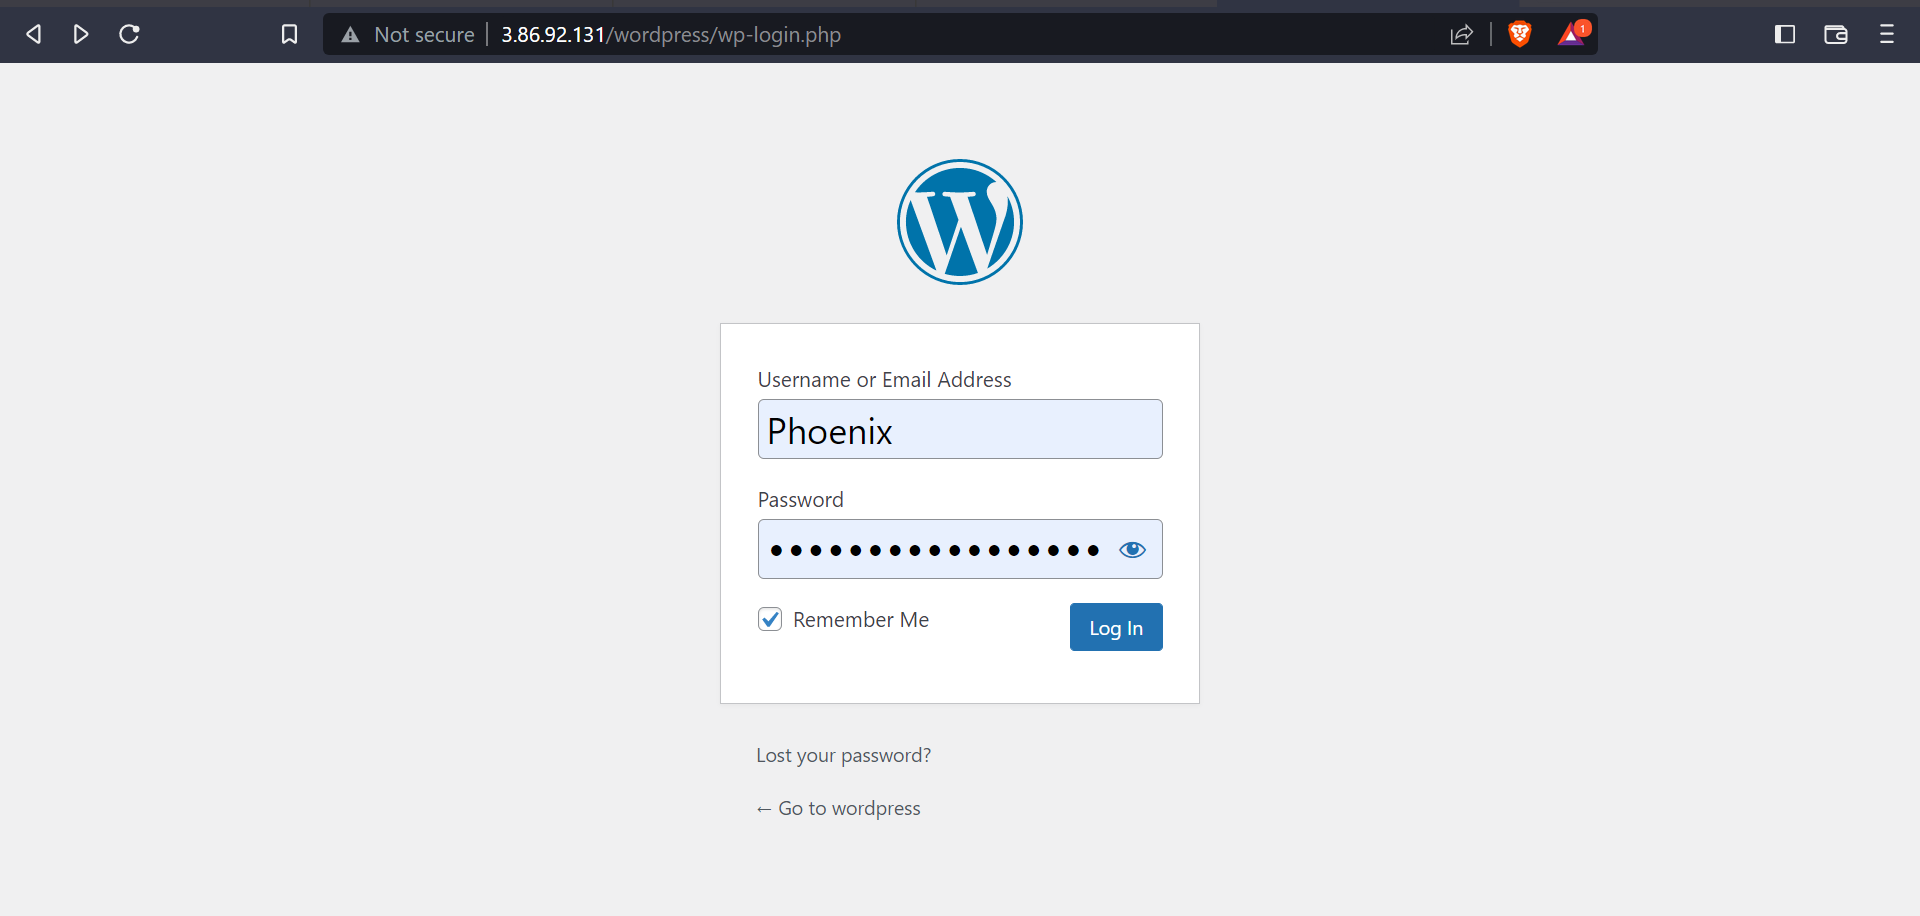 Not secure 3.86.92.131/wordpress/wp-login.php 1
Username or Email Address
Phoenix
Password
•••••••••••••••••
Remember Me Log In
Lost your password?
← Go to wordpress